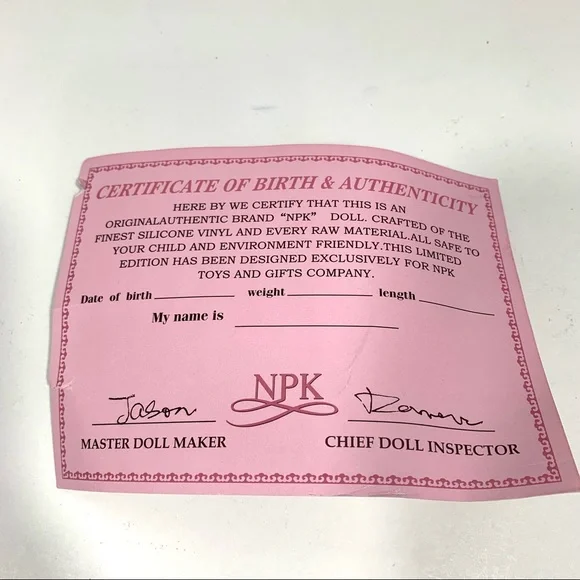 CERTIFICATE OF BIRTH & AUTHENTICITY
HERE BY WE CERTIFY THAT THIS IS AN
ORIGINALAUTHENTIC BRAND “NPK” DOLL. CRAFTED OF THE
FINEST SILICONE VINYL AND EVERY RAW MATERIAL.ALL SAFE TO
YOUR CHILD AND ENVIRONMENT FRIENDLY.THIS LIMITED
EDITION HAS BEEN DESIGNED EXCLUSIVELY FOR NPK
TOYS AND GIFTS COMPANY.
Date of birth weight length
My name is
Jason NPK
MASTER DOLL MAKER CHIEF DOLL INSPECTOR